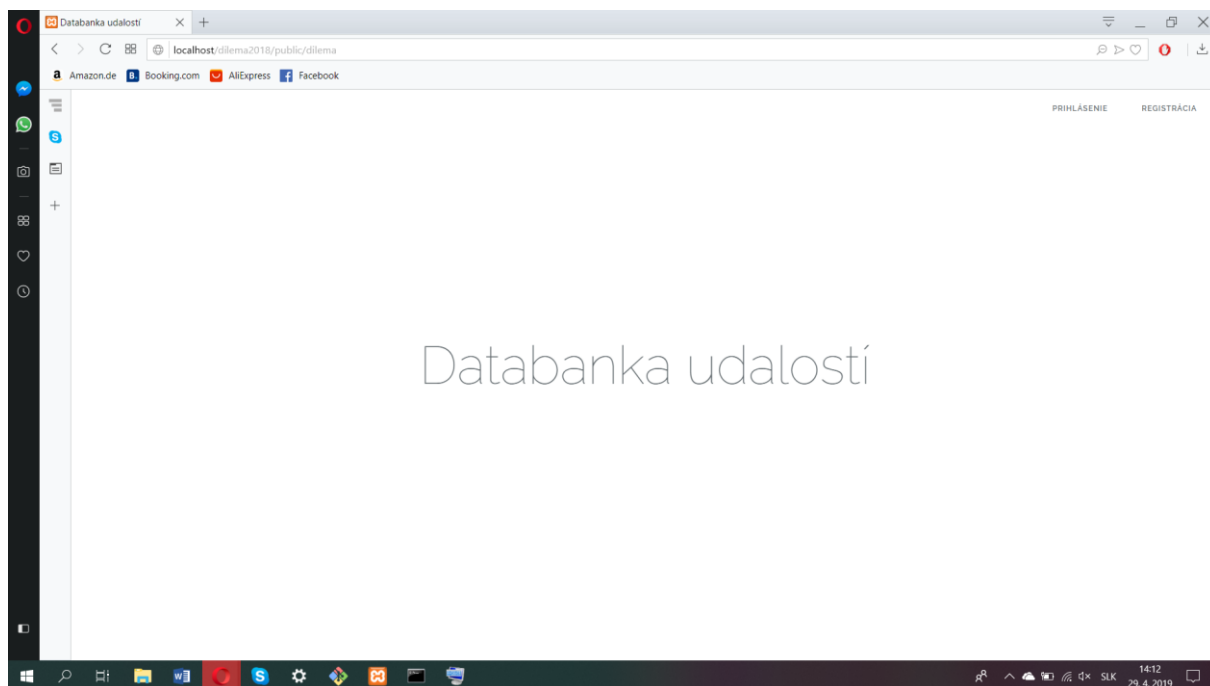 Databanka udalostí
localhost/dilema2018/public/dilema
a Amazon.de B. Booking.com AliExpress f Facebook
PRIHLÁSENIE REGISTRÁCIA
Databanka udalostí
SLK 14:12
29. 4. 2019